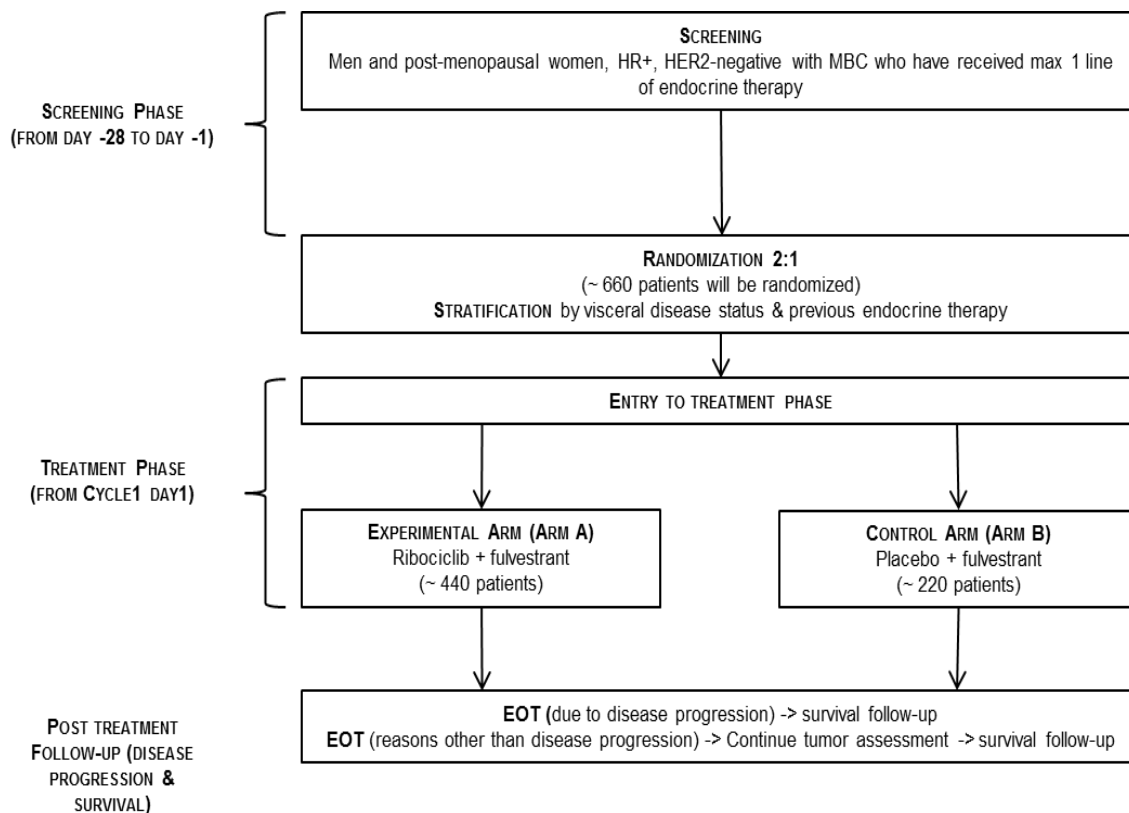 SCREENING
Men and post-menopausal women, HR+, HER2-negative with MBC who have received max 1 line
of endocrine therapy
SCREENING PHASE
(FROM DAY -28 TO DAY -1)
RANDOMIZATION 2:1
(~ 660 patients will be randomized)
STRATIFICATION by visceral disease status & previous endocrine therapy
ENTRY TO TREATMENT PHASE
TREATMENT PHASE
(FROM CYCLE1 DAY1)
EXPERIMENTAL ARM (ARM A)
Ribociclib + fulvestrant
(~ 440 patients)
CONTROL ARM (ARM B)
Placebo + fulvestrant
(~ 220 patients)
POST TREATMENT
FOLLOW-UP (DISEASE
PROGRESSION &
SURVIVAL)
EOT (due to disease progression) -> survival follow-up
EOT (reasons other than disease progression) -> Continue tumor assessment -> survival follow-up